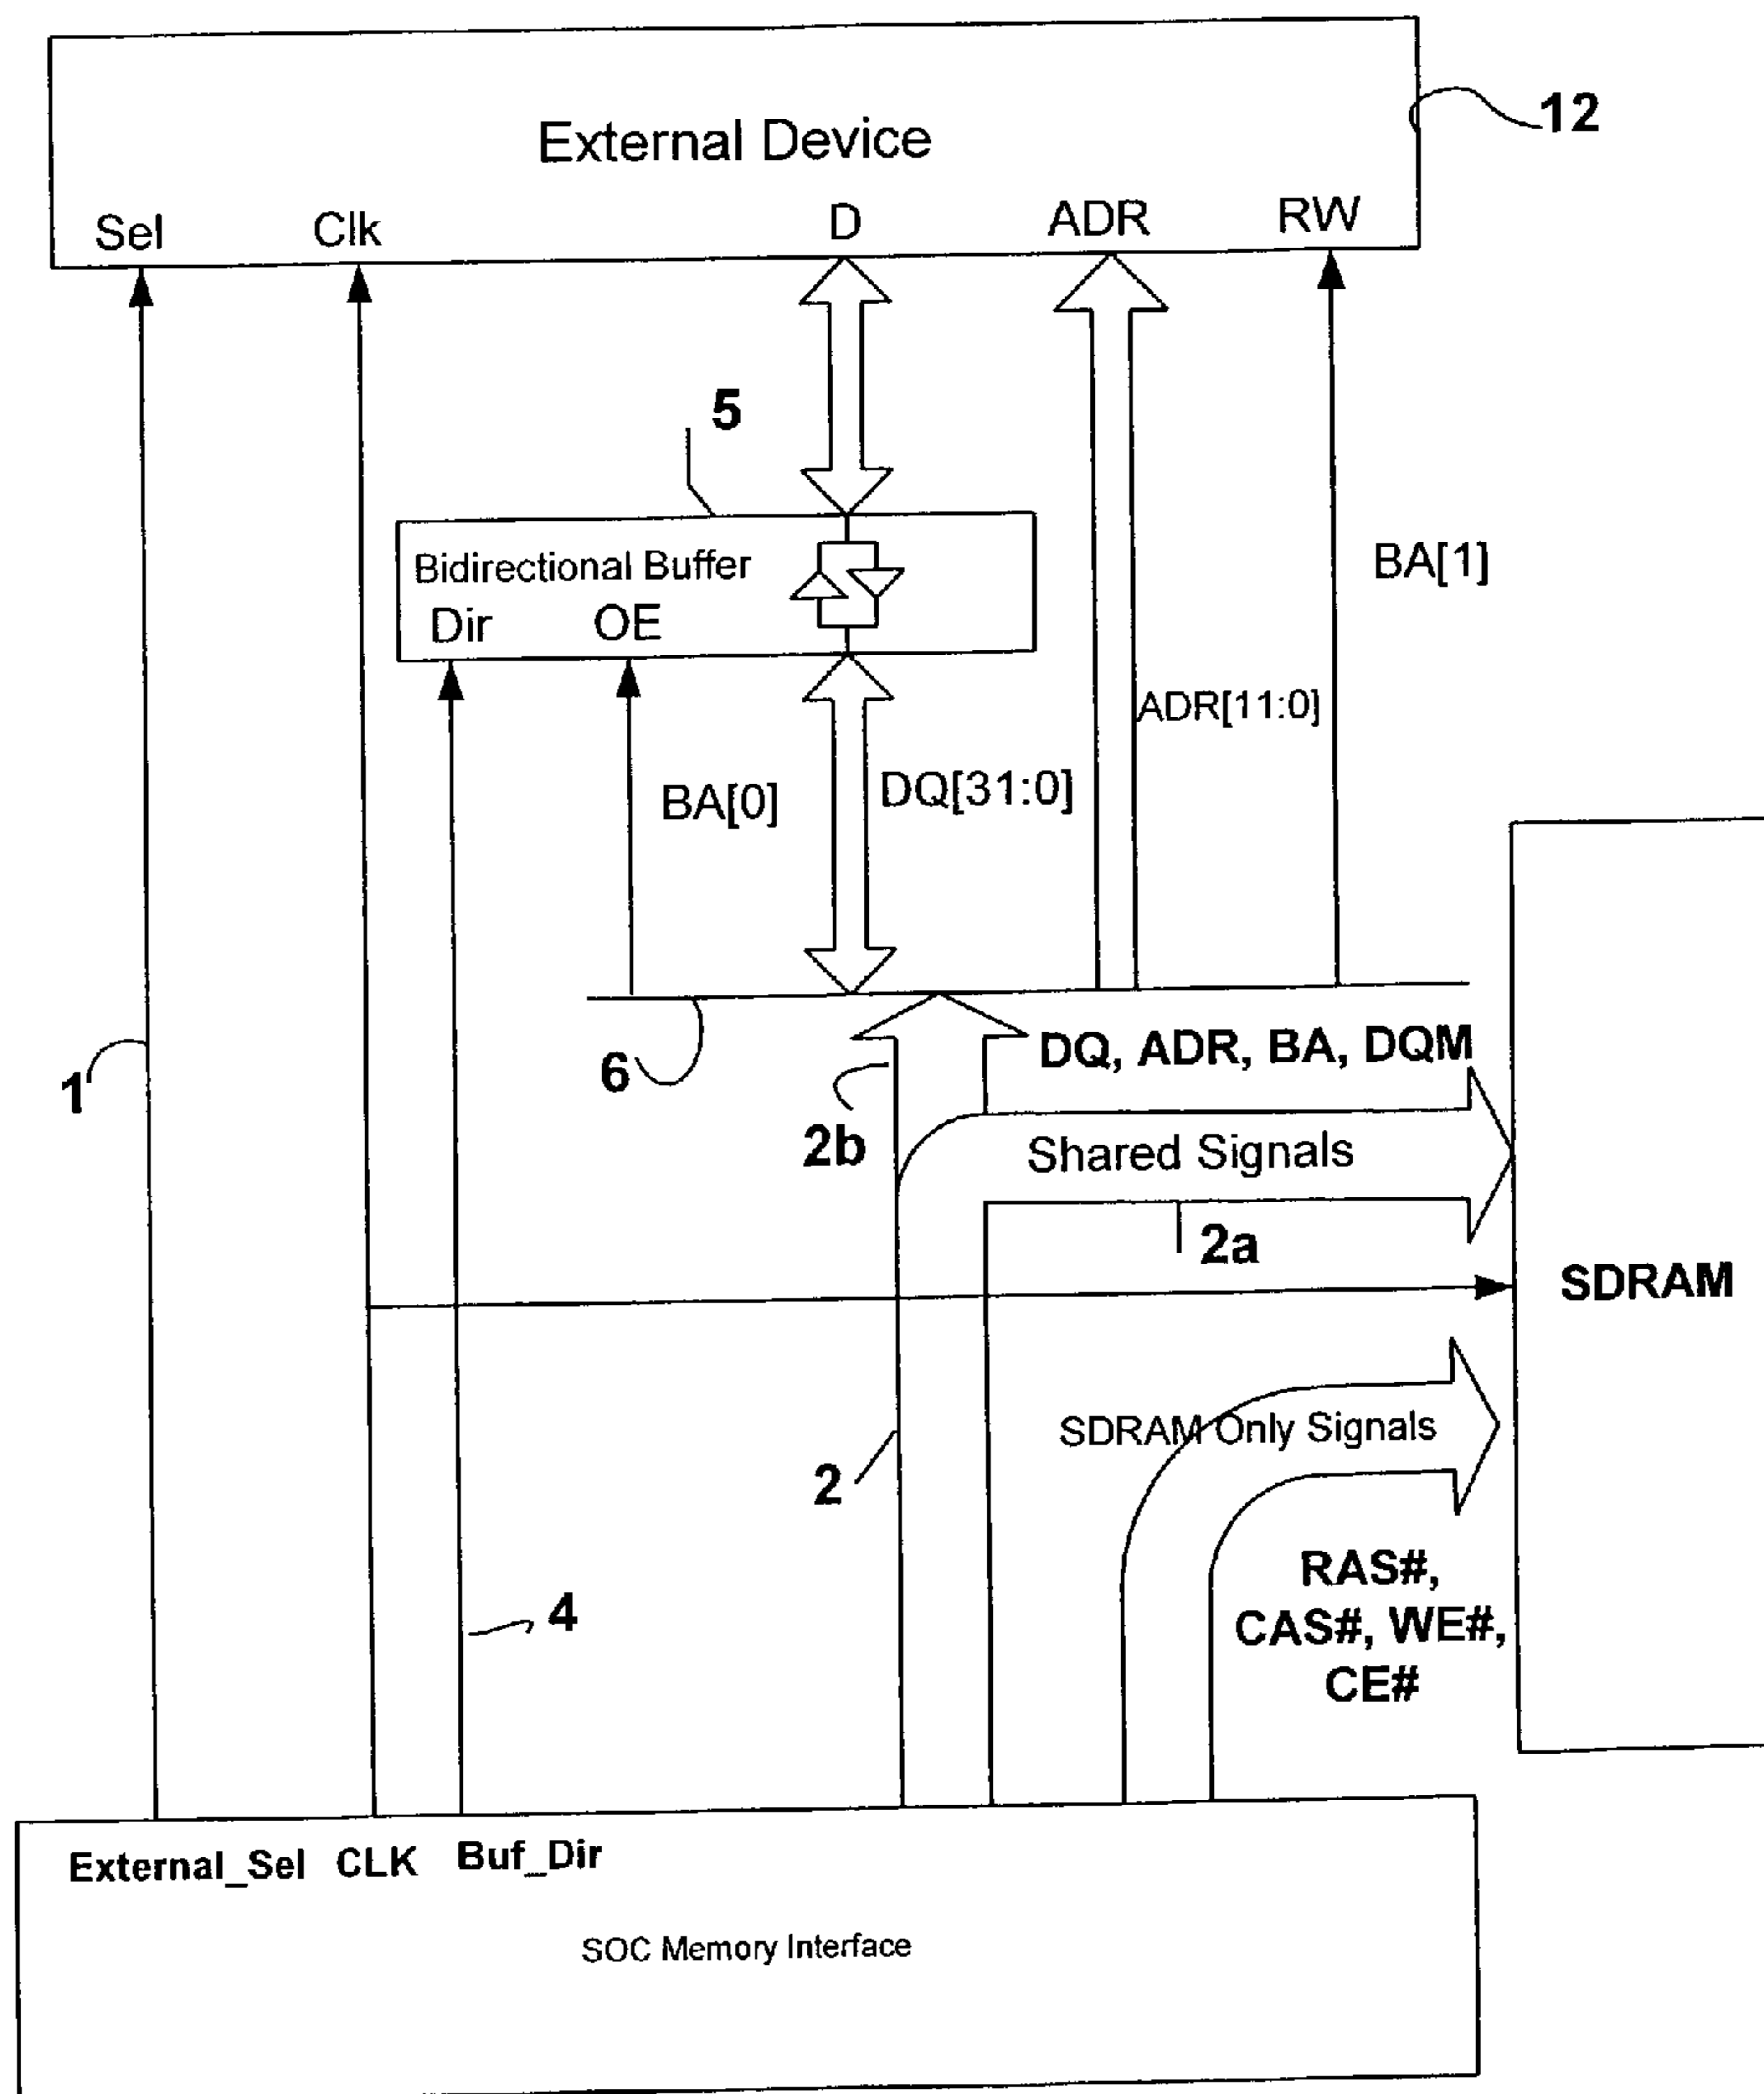 External Device
12
Sel Clk D ADR RW
5
Bidirectional Buffer
Dir OE
BA[1]
ADR[11:0]
BA[0]
DQ[31:0]
6
DQ, ADR, BA, DQM
1
2b
Shared Signals
2a
SDRAM
SDRAM Only Signals
2
RAS#,
CAS#, WE#,
CE#
4
External_Sel CLK Buf_Dir
SOC Memory Interface